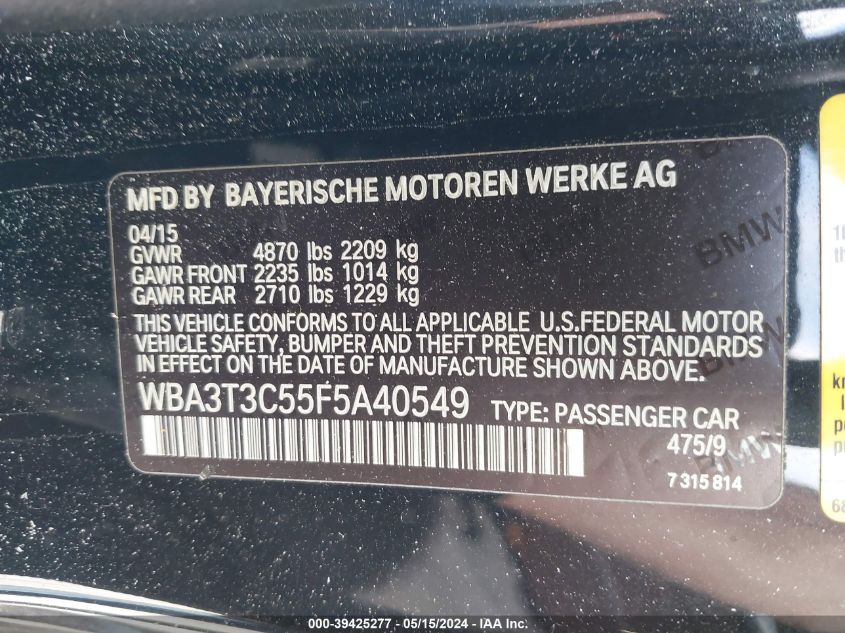 MFD BY BAYERISCHE MOTOREN WERKE AG
04/15
GVWR 4870 lbs 2209 kg
GAWR FRONT 2235 lbs 1014 kg
GAWR REAR 2710 lbs 1229 kg
THIS VEHICLE CONFORMS TO ALL APPLICABLE U.S.FEDERAL MOTOR
VEHICLE SAFETY, BUMPER AND THEFT PREVENTION STANDARDS
IN EFFECT ON THE DATE OF MANUFACTURE SHOWN ABOVE.
WBA3T3C55F5A40549 TYPE: PASSENGER CAR
475/9
7 315 814
BMW
BMW
000-39425277 - 05/15/2024 - IAA Inc.